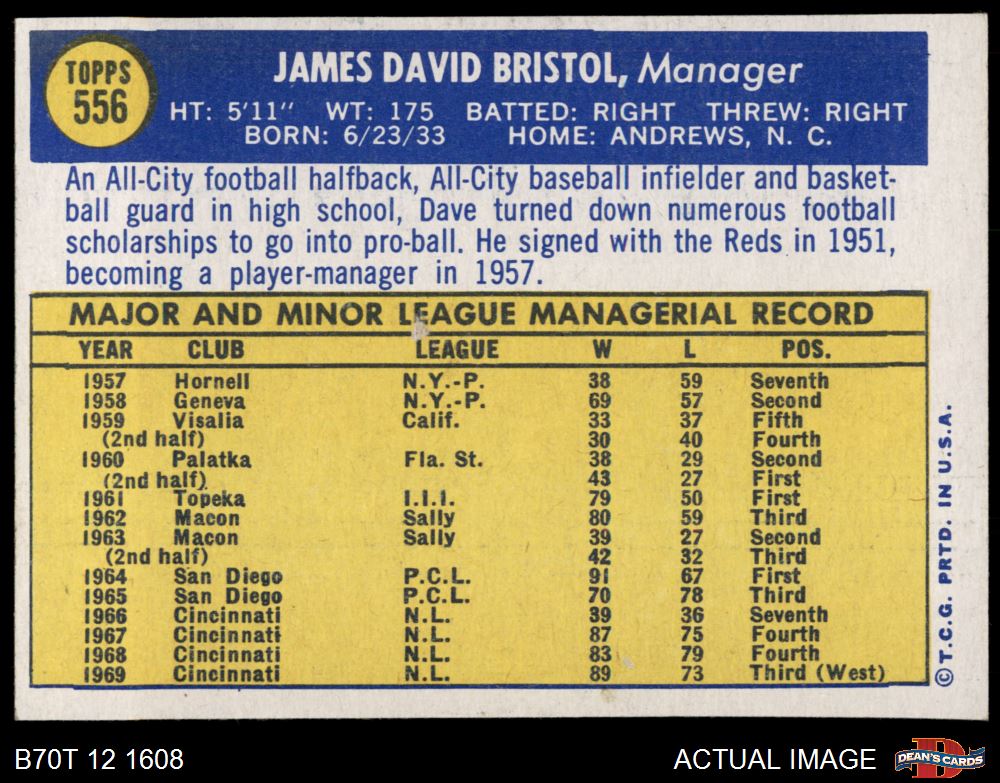 TOPPS
556
JAMES DAVID BRISTOL, Manager
HT: 5'11" WT: 175 BATTED: RIGHT THREW: RIGHT
BORN: 6/23/33 HOME: ANDREWS, N. C.
An All-City football halfback, All-City baseball infielder and basket-
ball guard in high school, Dave turned down numerous football
scholarships to go into pro-ball. He signed with the Reds in 1951,
becoming a player-manager in 1957.
MAJOR AND MINOR LEAGUE MANAGERIAL RECORD
YEAR CLUB LEAGUE W L POS.
1957 Hornell N.Y.-P. 38 59 Seventh
1958 Geneva N.Y.-P. 69 57 Second
1959 Visalia Calif. 33 37 Fifth
(2nd half) 30 40 Fourth
1960 Palatka Fla. St. 38 29 Second
(2nd half) 43 27 First
1961 Topeka I.I.I. 79 50 First
1962 Macon Sally 80 59 Third
1963 Macon Sally 39 27 Second
(2nd half) 42 32 Third
1964 San Diego P.C.L. 91 67 First
1965 San Diego P.C.L. 70 78 Third
1966 Cincinnati N.L. 39 36 Seventh
1967 Cincinnati N.L. 87 75 Fourth
1968 Cincinnati N.L. 83 79 Fourth
1969 Cincinnati N.L. 89 73 Third (West)
© T.C.G. PRTD. IN U.S.A.
B70T 12 1608
ACTUAL IMAGE
DEAN'S CARDS